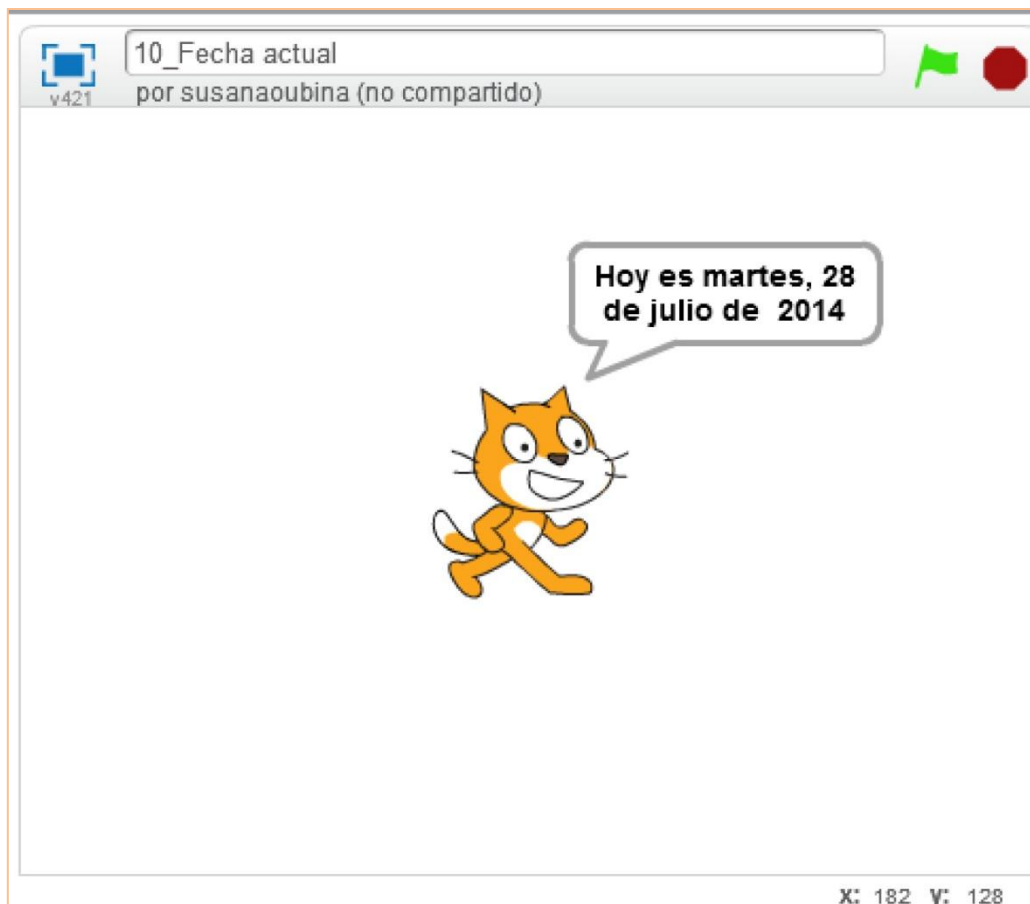 10_Fecha actual
por susanaoubina (no compartido)
v421
Hoy es martes, 28
de julio de  2014
X: 182 Y: 128